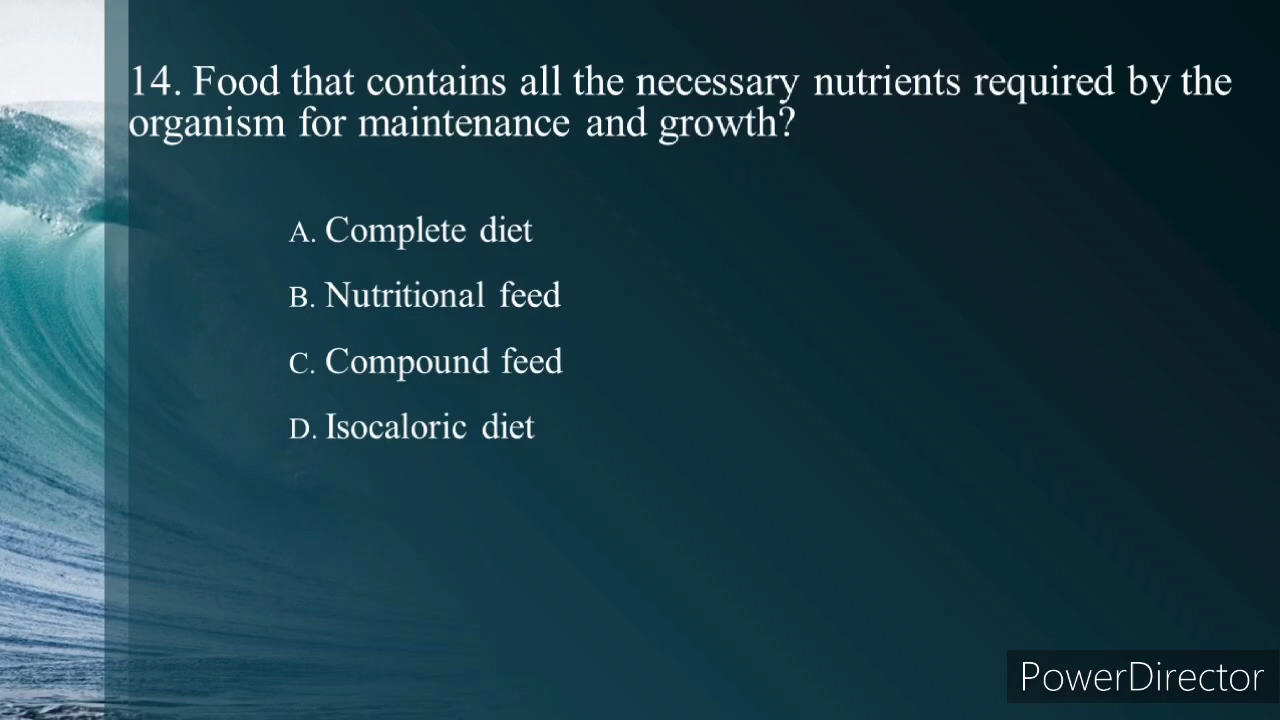 14. Food that contains all the necessary nutrients required by the
organism for maintenance and growth?
A. Complete diet
B. Nutritional feed
C. Compound feed
D. Isocaloric diet
PowerDirector